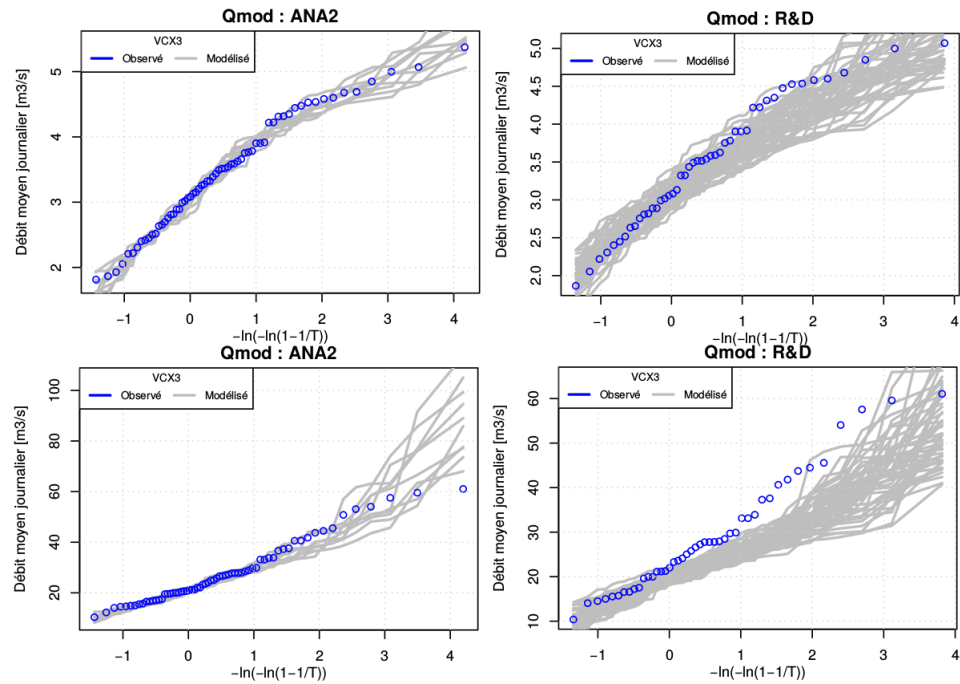 Qmod : ANA2
VCX3
Observé Modélisé
Débit moyen journalier [m3/s]
5
4
3
2
−1 0 1 2 3 4
−ln(−ln(1−1/T))
Qmod : R&D
VCX3
Observé Modélisé
Débit moyen journalier [m3/s]
5.0
4.5
4.0
3.5
3.0
2.5
2.0
−1 0 1 2 3 4
−ln(−ln(1−1/T))
Qmod : ANA2
VCX3
Observé Modélisé
Débit moyen journalier [m3/s]
100
80
60
40
20
−1 0 1 2 3 4
−ln(−ln(1−1/T))
Qmod : R&D
VCX3
Observé Modélisé
Débit moyen journalier [m3/s]
60
50
40
30
20
10
−1 0 1 2 3 4
−ln(−ln(1−1/T))